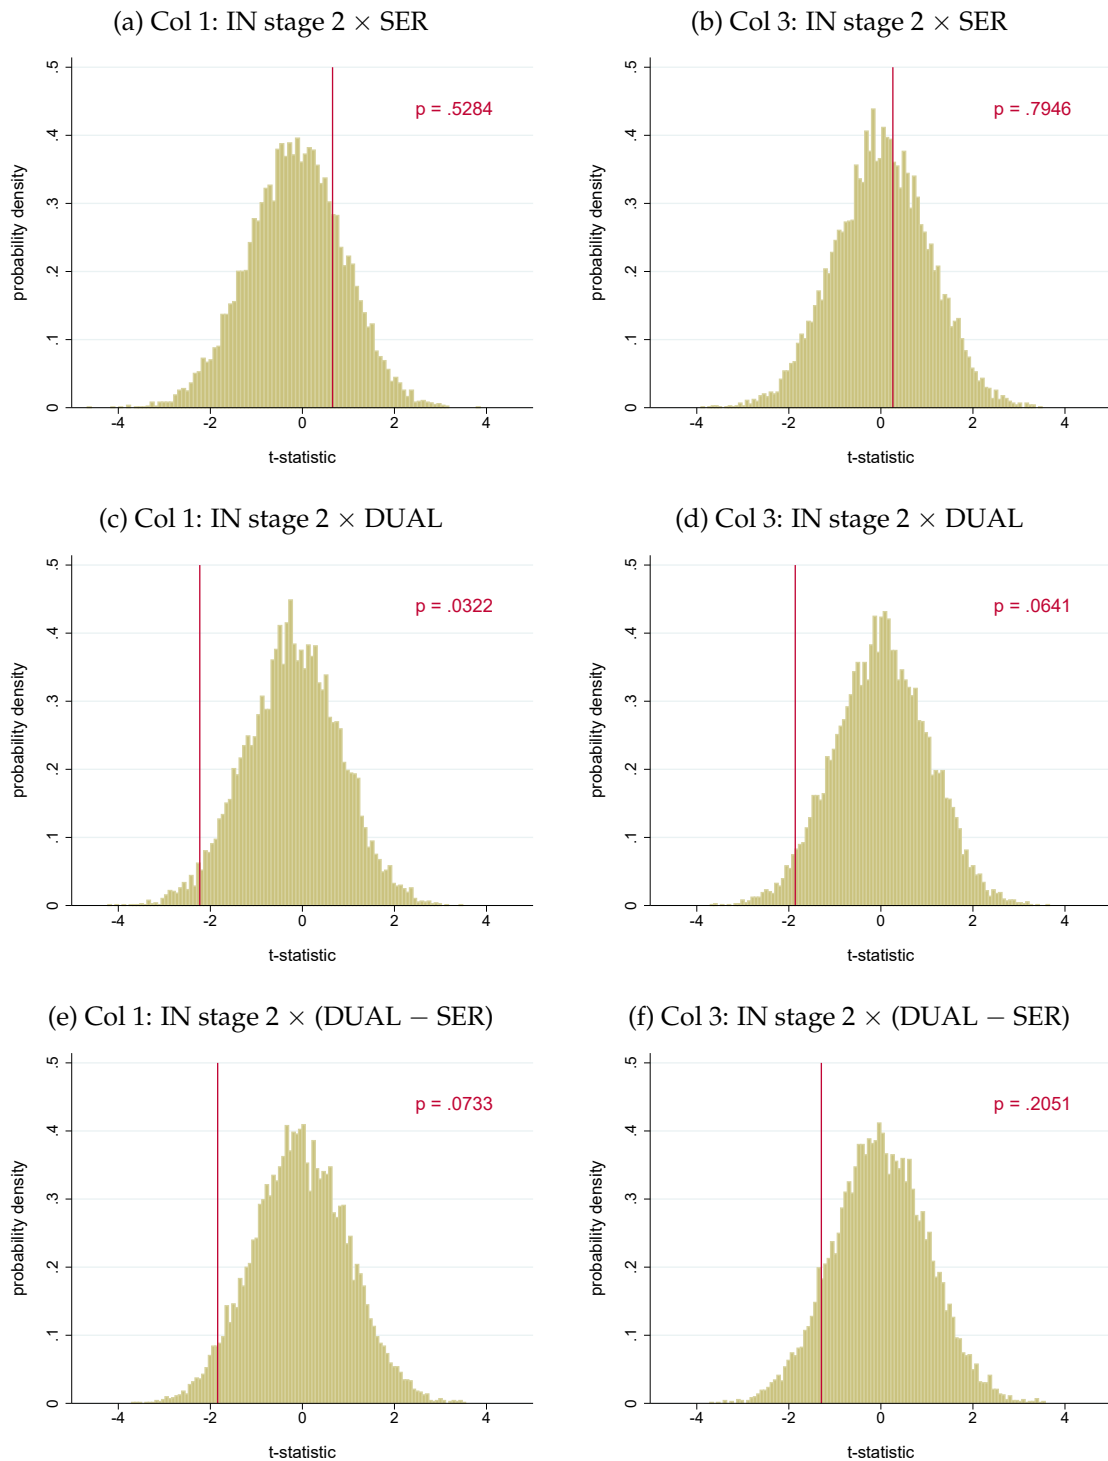 (a) Col 1: IN stage 2 × SER
(b) Col 3: IN stage 2 × SER
probability density
0 .1 .2 .3 .4 .5
p = .5284
-4 -2 0 2 4
t-statistic
probability density
0 .1 .2 .3 .4 .5
p = .7946
-4 -2 0 2 4
t-statistic
(c) Col 1: IN stage 2 × DUAL
(d) Col 3: IN stage 2 × DUAL
probability density
0 .1 .2 .3 .4 .5
p = .0322
-4 -2 0 2 4
t-statistic
probability density
0 .1 .2 .3 .4 .5
p = .0641
-4 -2 0 2 4
t-statistic
(e) Col 1: IN stage 2 × (DUAL − SER)
(f) Col 3: IN stage 2 × (DUAL − SER)
probability density
0 .1 .2 .3 .4 .5
p = .0733
-4 -2 0 2 4
t-statistic
probability density
0 .1 .2 .3 .4 .5
p = .2051
-4 -2 0 2 4
t-statistic